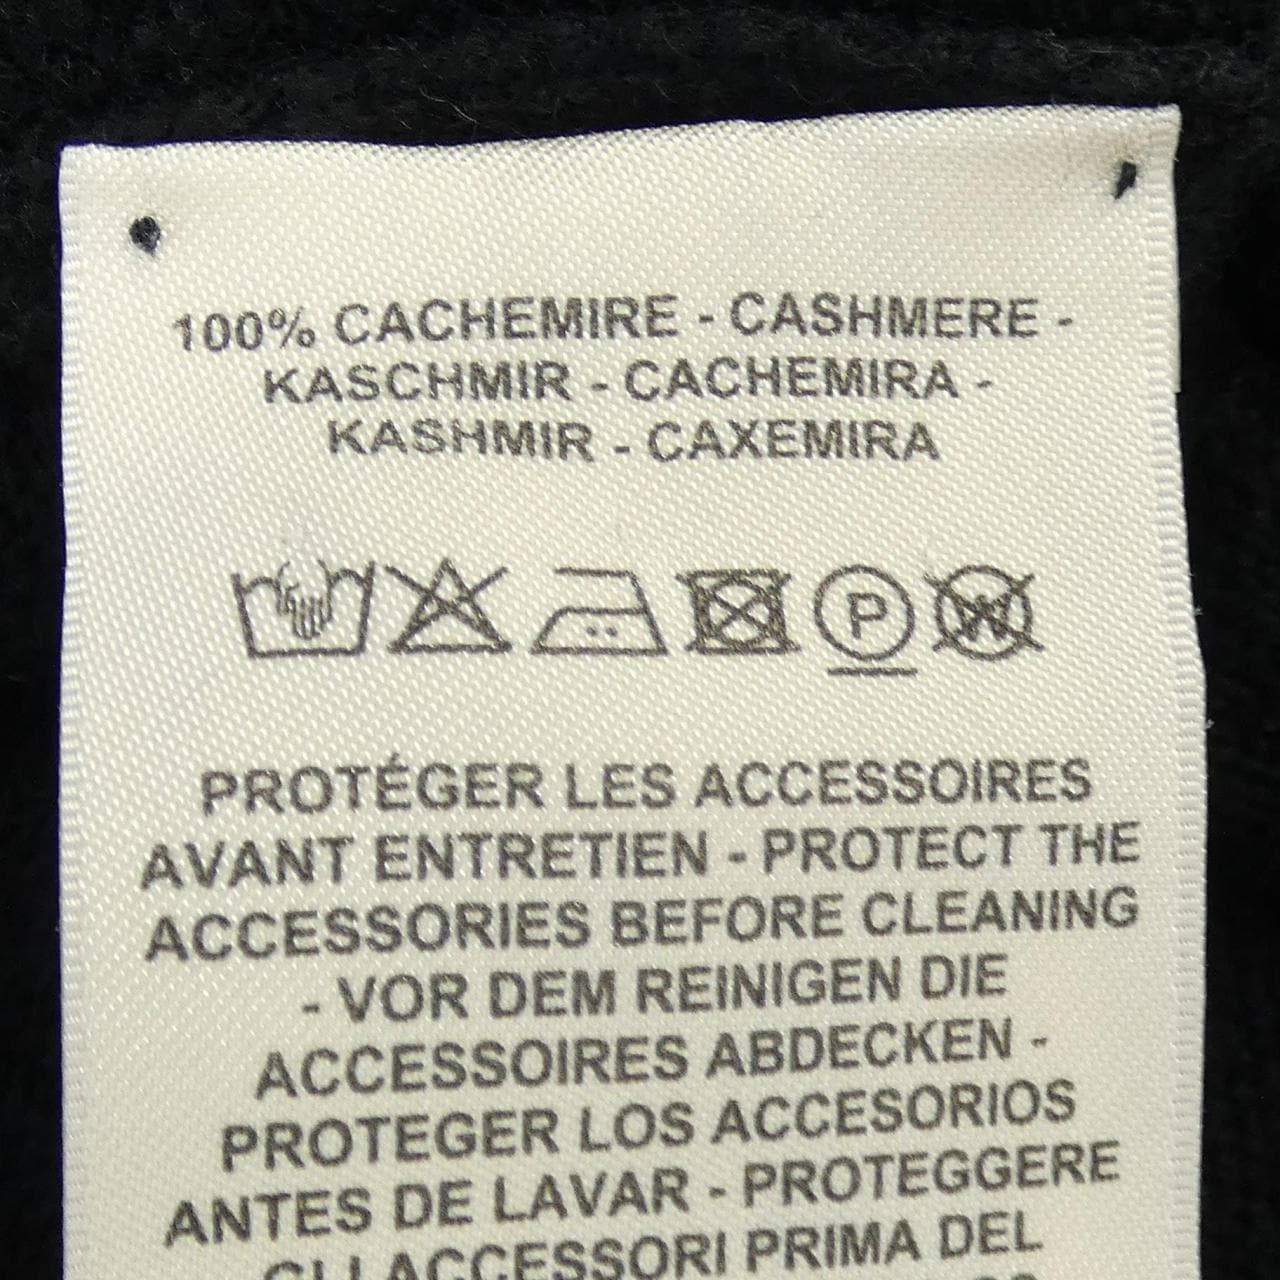 100% CACHEMIRE - CASHMERE -
KASCHMIR - CACHEMIRA -
KASHMIR - CAXEMIRA
P W
PROTÉGER LES ACCESSOIRES
AVANT ENTRETIEN - PROTECT THE
ACCESSORIES BEFORE CLEANING
- VOR DEM REINIGEN DIE
ACCESSOIRES ABDECKEN -
PROTEGER LOS ACCESORIOS
ANTES DE LAVAR - PROTEGGERE
GLI ACCESSORI PRIMA DEL